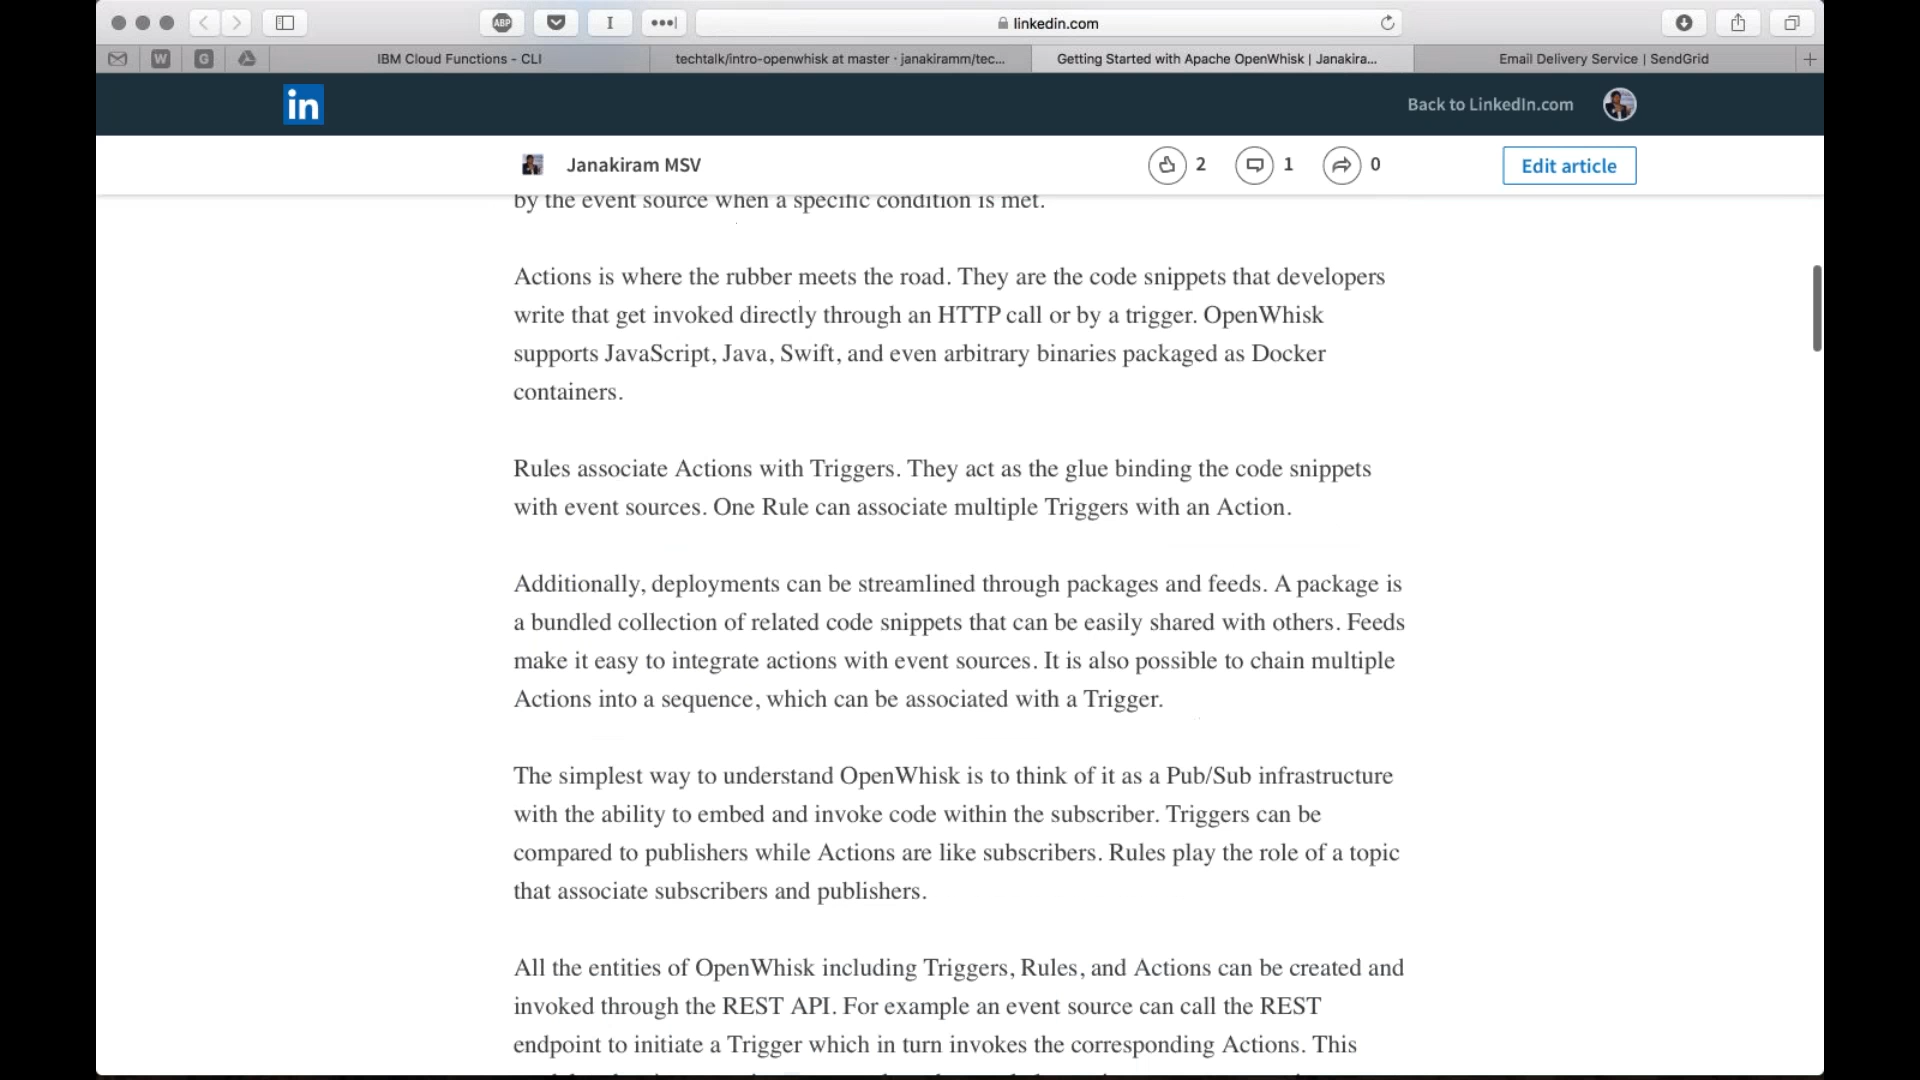 ABP
I
linkedin.com
W
G
IBM Cloud Functions - CLI
techtalk/intro-openwhisk at master · janakiramm/tec...
Getting Started with Apache OpenWhisk | Janakira...
Email Delivery Service | SendGrid
in
Back to LinkedIn.com
Janakiram MSV
2
1
0
Edit article
by the event source when a specific condition is met.
Actions is where the rubber meets the road. They are the code snippets that developers
write that get invoked directly through an HTTP call or by a trigger. OpenWhisk
supports JavaScript, Java, Swift, and even arbitrary binaries packaged as Docker
containers.
Rules associate Actions with Triggers. They act as the glue binding the code snippets
with event sources. One Rule can associate multiple Triggers with an Action.
Additionally, deployments can be streamlined through packages and feeds. A package is
a bundled collection of related code snippets that can be easily shared with others. Feeds
make it easy to integrate actions with event sources. It is also possible to chain multiple
Actions into a sequence, which can be associated with a Trigger.
The simplest way to understand OpenWhisk is to think of it as a Pub/Sub infrastructure
with the ability to embed and invoke code within the subscriber. Triggers can be
compared to publishers while Actions are like subscribers. Rules play the role of a topic
that associate subscribers and publishers.
All the entities of OpenWhisk including Triggers, Rules, and Actions can be created and
invoked through the REST API. For example an event source can call the REST
endpoint to initiate a Trigger which in turn invokes the corresponding Actions. This